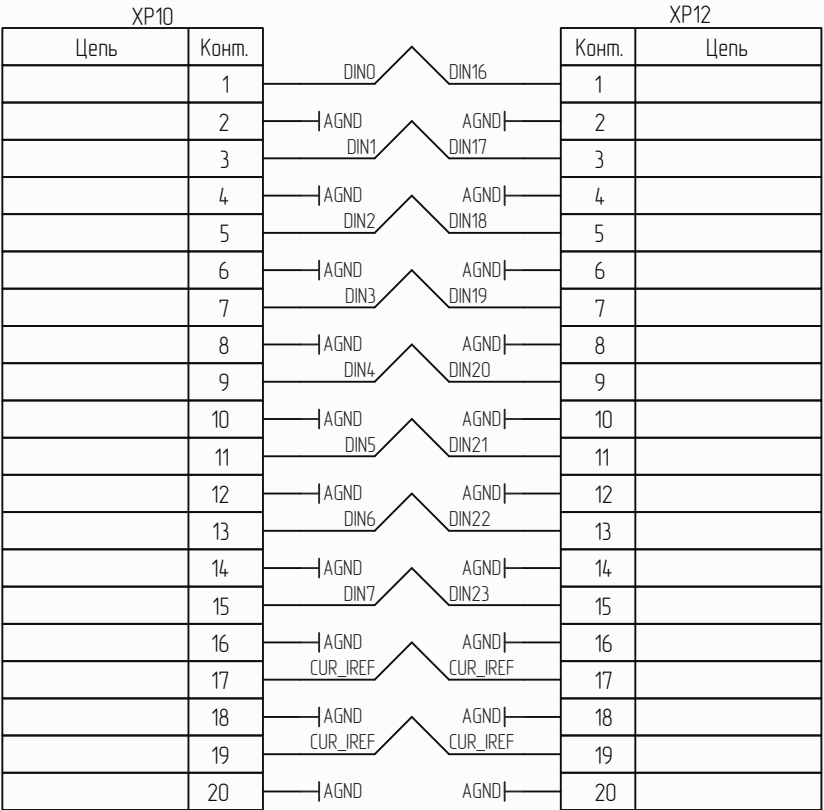 XP10 XP12
Цепь Конт. Конт. Цепь
1 DIN0 DIN16 1
2 AGND AGND 2
3 DIN1 DIN17 3
4 AGND AGND 4
5 DIN2 DIN18 5
6 AGND AGND 6
7 DIN3 DIN19 7
8 AGND AGND 8
9 DIN4 DIN20 9
10 AGND AGND 10
11 DIN5 DIN21 11
12 AGND AGND 12
13 DIN6 DIN22 13
14 AGND AGND 14
15 DIN7 DIN23 15
16 AGND AGND 16
17 CUR_IREF CUR_IREF 17
18 AGND AGND 18
19 CUR_IREF CUR_IREF 19
20 AGND AGND 20